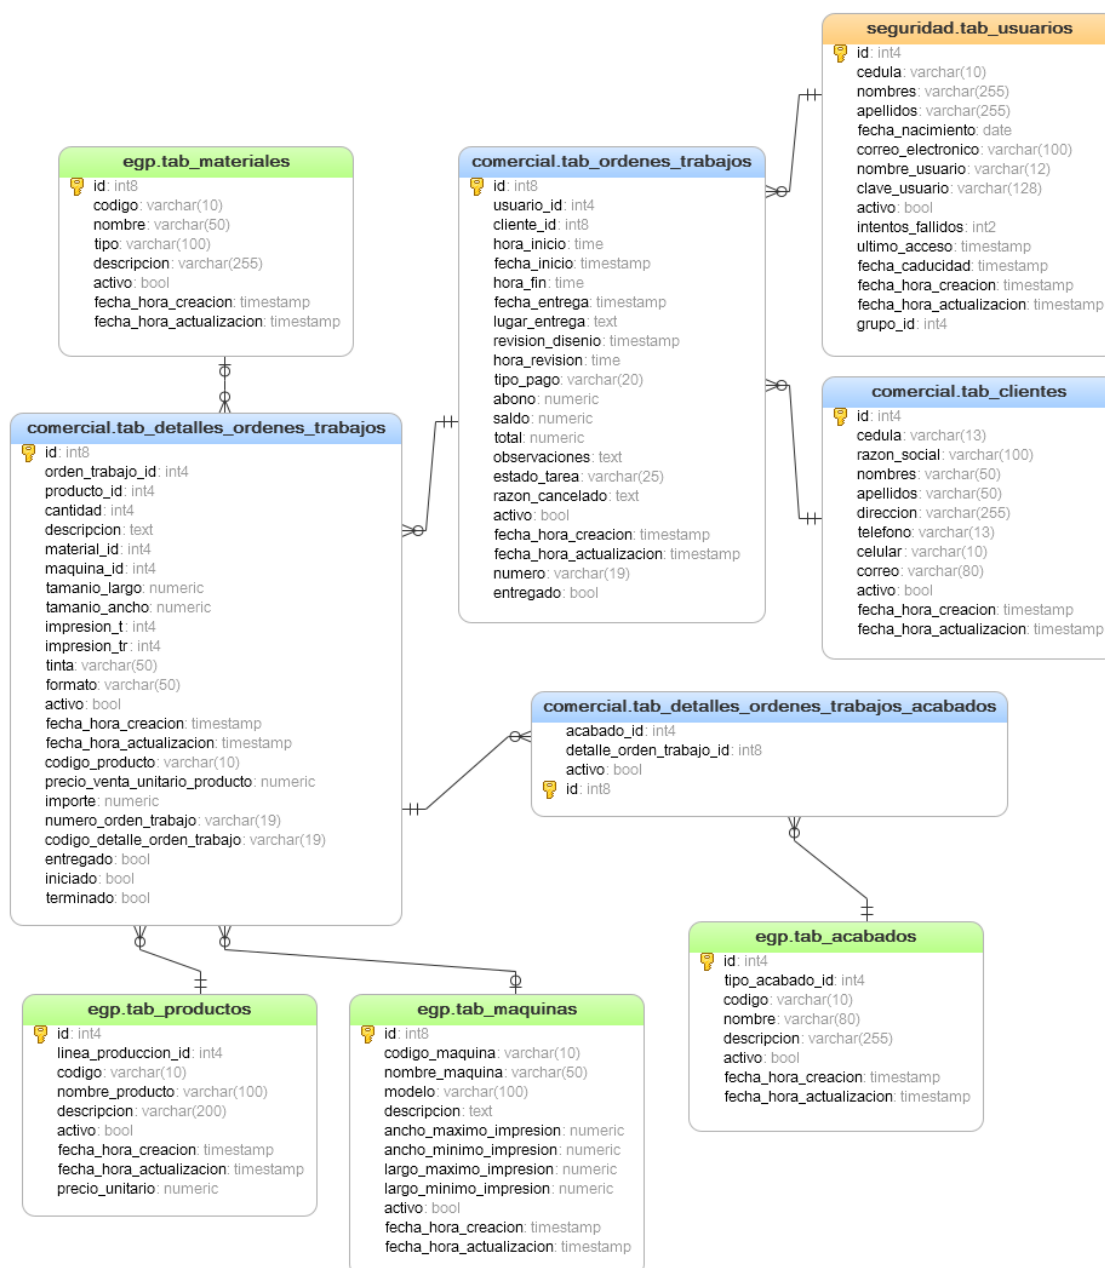 seguridad.tab_usuarios
id: int4
cedula: varchar(10)
nombres: varchar(255)
apellidos: varchar(255)
fecha_nacimiento: date
correo_electronico: varchar(100)
nombre_usuario: varchar(12)
clave_usuario: varchar(128)
activo: bool
intentos_fallidos: int2
ultimo_acceso: timestamp
fecha_caducidad: timestamp
fecha_hora_creacion: timestamp
fecha_hora_actualizacion: timestamp
grupo_id: int4
egp.tab_materiales
id: int8
codigo: varchar(10)
nombre: varchar(50)
tipo: varchar(100)
descripcion: varchar(255)
activo: bool
fecha_hora_creacion: timestamp
fecha_hora_actualizacion: timestamp
comercial.tab_ordenes_trabajos
id: int8
usuario_id: int4
cliente_id: int8
hora_inicio: time
fecha_inicio: timestamp
hora_fin: time
fecha_entrega: timestamp
lugar_entrega: text
revision_disenio: timestamp
hora_revision: time
tipo_pago: varchar(20)
abono: numeric
saldo: numeric
total: numeric
observaciones: text
estado_tarea: varchar(25)
razon_cancelado: text
activo: bool
fecha_hora_creacion: timestamp
fecha_hora_actualizacion: timestamp
numero: varchar(19)
entregado: bool
comercial.tab_clientes
id: int4
cedula: varchar(13)
razon_social: varchar(100)
nombres: varchar(50)
apellidos: varchar(50)
direccion: varchar(255)
telefono: varchar(13)
celular: varchar(10)
correo: varchar(80)
activo: bool
fecha_hora_creacion: timestamp
fecha_hora_actualizacion: timestamp
comercial.tab_detalles_ordenes_trabajos
id: int8
orden_trabajo_id: int4
producto_id: int4
cantidad: int4
descripcion: text
material_id: int4
maquina_id: int4
tamanio_largo: numeric
tamanio_ancho: numeric
impresion_t: int4
impresion_tr: int4
tinta: varchar(50)
formato: varchar(50)
activo: bool
fecha_hora_creacion: timestamp
fecha_hora_actualizacion: timestamp
codigo_producto: varchar(10)
precio_venta_unitario_producto: numeric
importe: numeric
numero_orden_trabajo: varchar(19)
codigo_detalle_orden_trabajo: varchar(19)
entregado: bool
iniciado: bool
terminado: bool
comercial.tab_detalles_ordenes_trabajos_acabados
acabado_id: int4
detalle_orden_trabajo_id: int8
activo: bool
id: int8
egp.tab_acabados
id: int4
tipo_acabado_id: int4
codigo: varchar(10)
nombre: varchar(80)
descripcion: varchar(255)
activo: bool
fecha_hora_creacion: timestamp
fecha_hora_actualizacion: timestamp
egp.tab_productos
id: int4
linea_produccion_id: int4
codigo: varchar(10)
nombre_producto: varchar(100)
descripcion: varchar(200)
activo: bool
fecha_hora_creacion: timestamp
fecha_hora_actualizacion: timestamp
precio_unitario: numeric
egp.tab_maquinas
id: int8
codigo_maquina: varchar(10)
nombre_maquina: varchar(50)
modelo: varchar(100)
descripcion: text
ancho_maximo_impresion: numeric
ancho_minimo_impresion: numeric
largo_maximo_impresion: numeric
largo_minimo_impresion: numeric
activo: bool
fecha_hora_creacion: timestamp
fecha_hora_actualizacion: timestamp